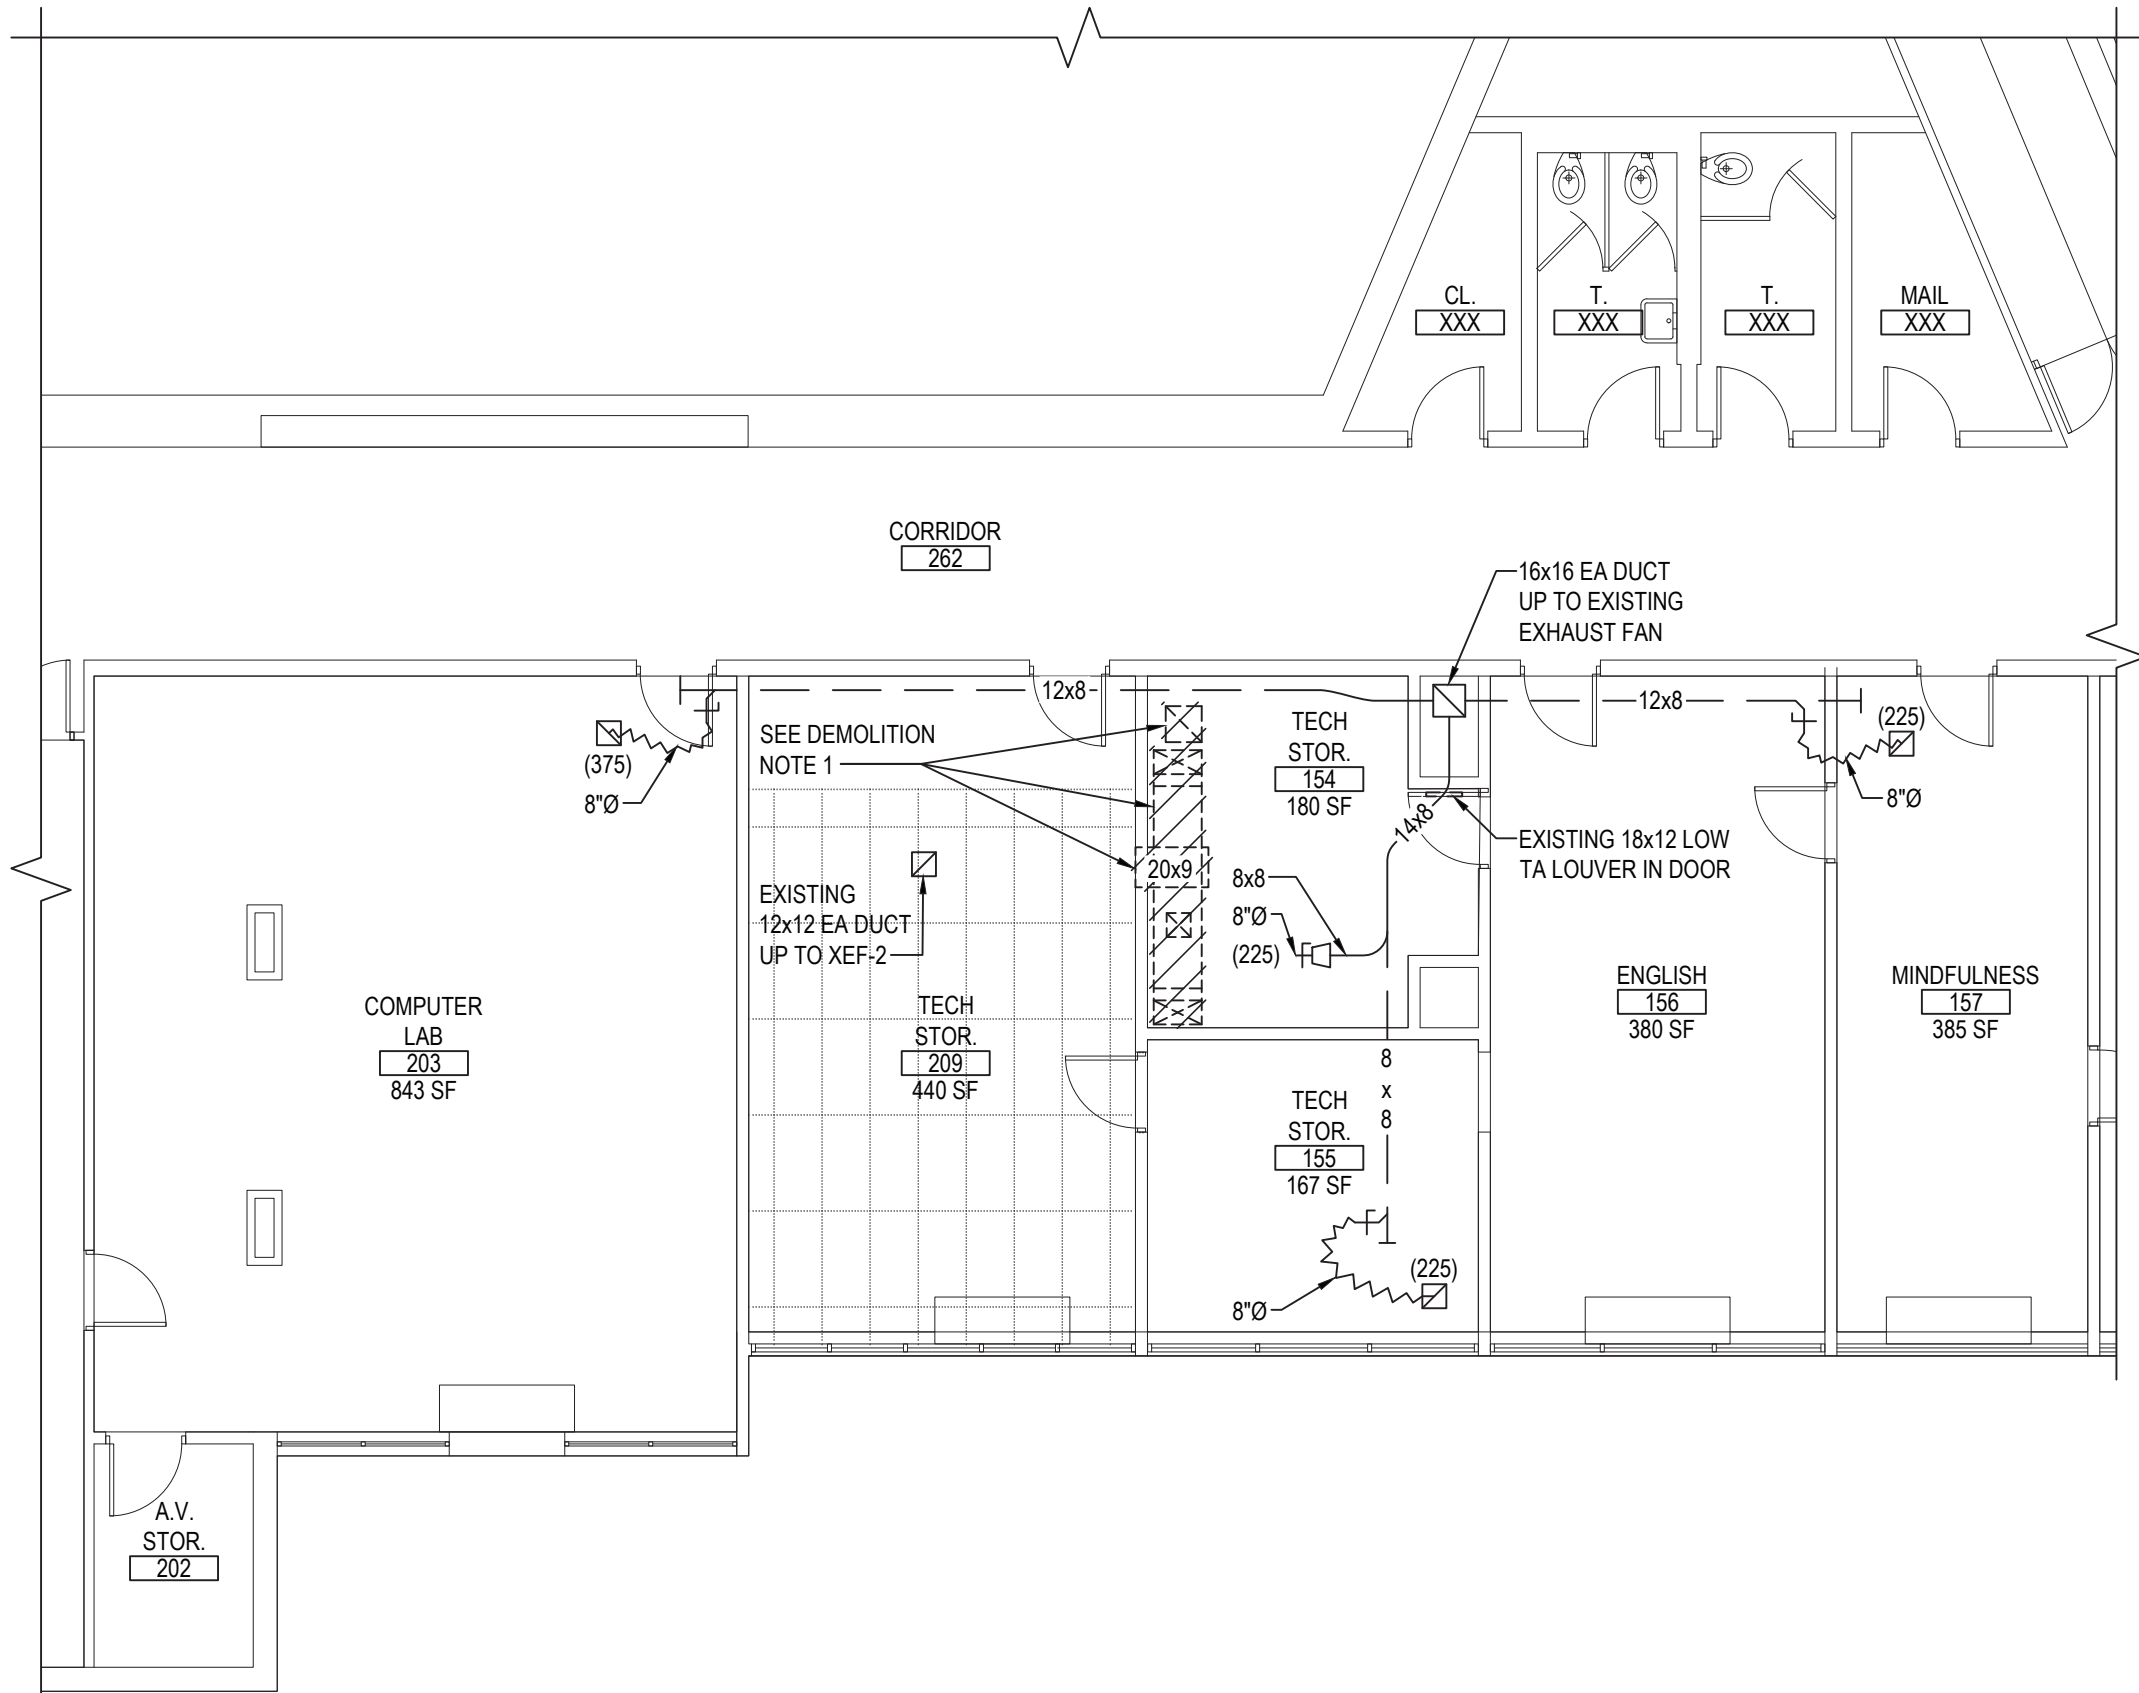 CL.
XXX
T.
XXX
T.
XXX
MAIL
XXX
CORRIDOR
262
16x16 EA DUCT
UP TO EXISTING
EXHAUST FAN
12x8
12x8
(225)
8"Ø
(375)
8"Ø
SEE DEMOLITION
NOTE 1
TECH
STOR.
154
180 SF
14x8
EXISTING 18x12 LOW
TA LOUVER IN DOOR
20x9
8x8
8"Ø
(225)
EXISTING
12x12 EA DUCT
UP TO XEF-2
COMPUTER
LAB
203
843 SF
TECH
STOR.
209
440 SF
ENGLISH
156
380 SF
MINDFULNESS
157
385 SF
8
x
8
TECH
STOR.
155
167 SF
(225)
8"Ø
A.V.
STOR.
202